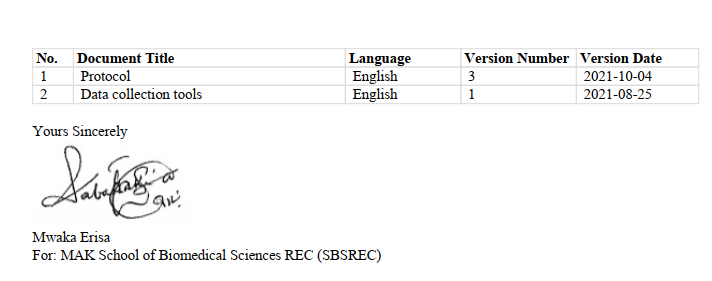 No. Document Title Language Version Number Version Date
1 Protocol English 3 2021-10-04
2 Data collection tools English 1 2021-08-25
Yours Sincerely
Mwaka Erisa
For: MAK School of Biomedical Sciences REC (SBSREC)